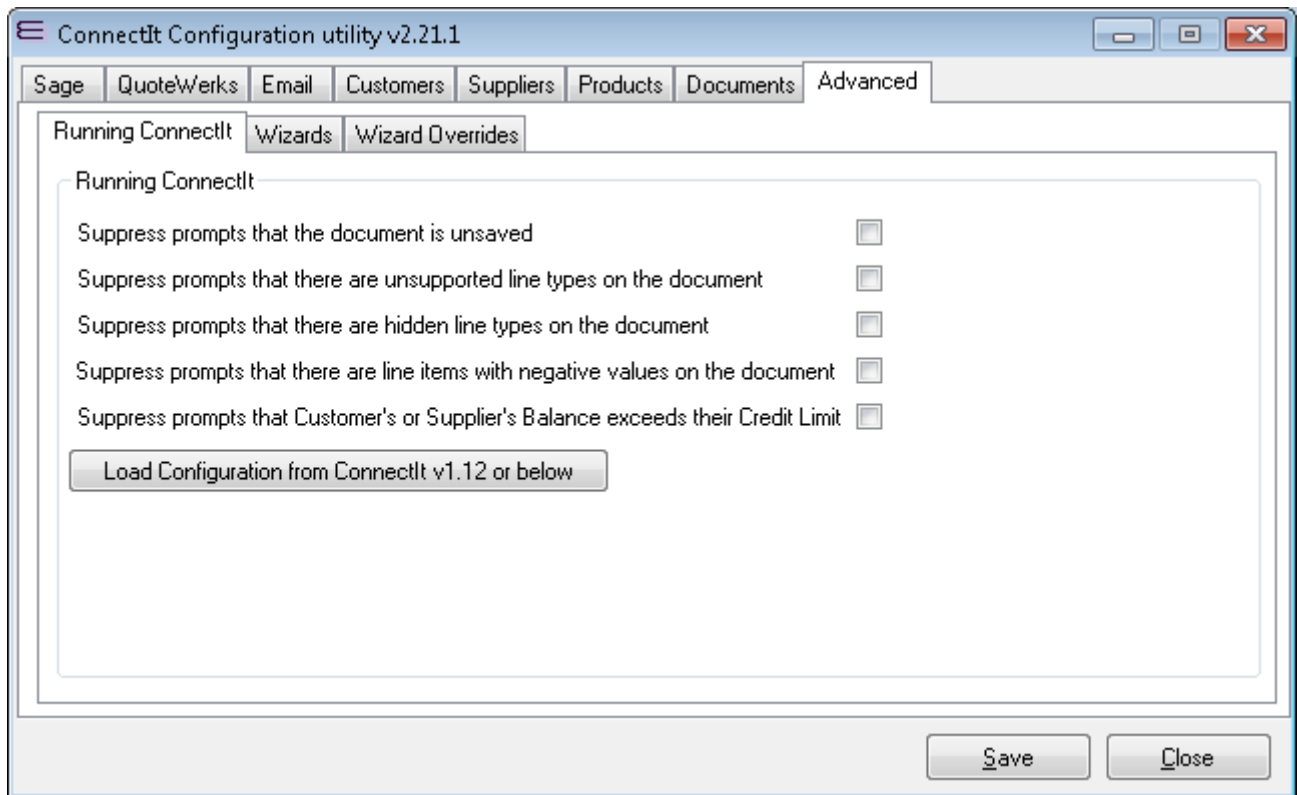 ConnectIt Configuration utility v2.21.1
Sage QuoteWerks Email Customers Suppliers Products Documents Advanced
Running ConnectIt Wizards Wizard Overrides
Running ConnectIt
Suppress prompts that the document is unsaved
Suppress prompts that there are unsupported line types on the document
Suppress prompts that there are hidden line types on the document
Suppress prompts that there are line items with negative values on the document
Suppress prompts that Customer's or Supplier's Balance exceeds their Credit Limit
Load Configuration from ConnectIt v1.12 or below
Save Close